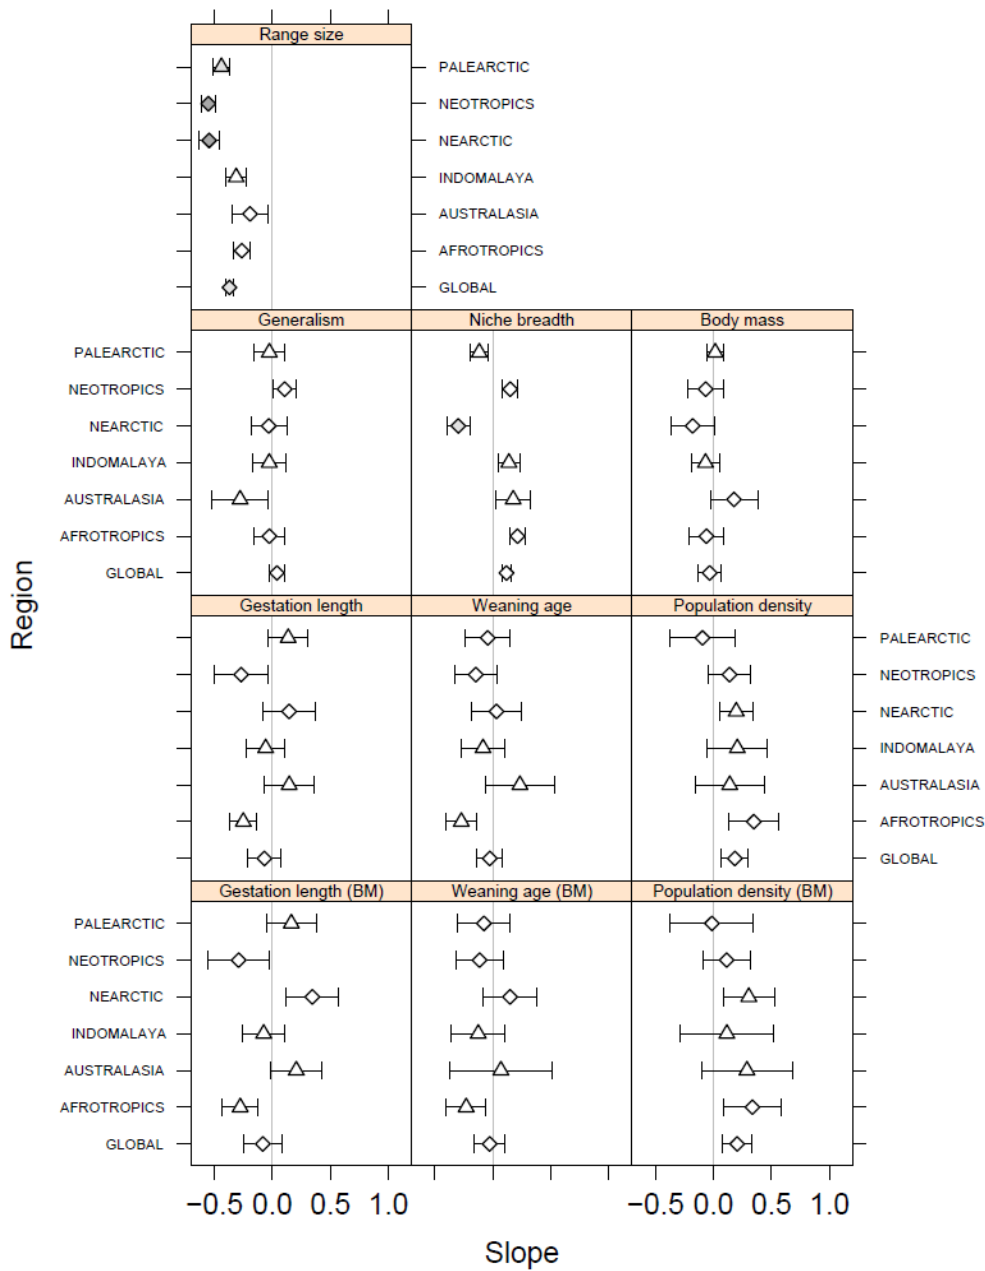 Range size
PALEARCTIC
NEOTROPICS
NEARCTIC
INDOMALAYA
AUSTRALASIA
AFROTROPICS
GLOBAL
Generalism Niche breadth Body mass
PALEARCTIC
NEOTROPICS
NEARCTIC
INDOMALAYA
AUSTRALASIA
AFROTROPICS
GLOBAL
Region
Gestation length Weaning age Population density
PALEARCTIC
NEOTROPICS
NEARCTIC
INDOMALAYA
AUSTRALASIA
AFROTROPICS
GLOBAL
Gestation length (BM) Weaning age (BM) Population density (BM)
PALEARCTIC
NEOTROPICS
NEARCTIC
INDOMALAYA
AUSTRALASIA
AFROTROPICS
GLOBAL
−0.5 0.0 0.5 1.0 −0.5 0.0 0.5 1.0
Slope